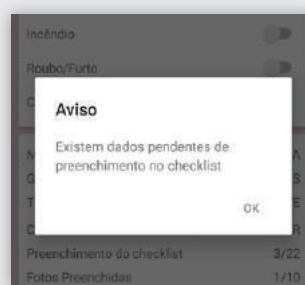 Incêndio
Roubo/Furto
C
Aviso
Existem dados pendentes de
preenchimento no checklist
OK
M A
G S
T E
C R
Preenchimento do checklist 3/22
Fotos Preenchidas 1/10